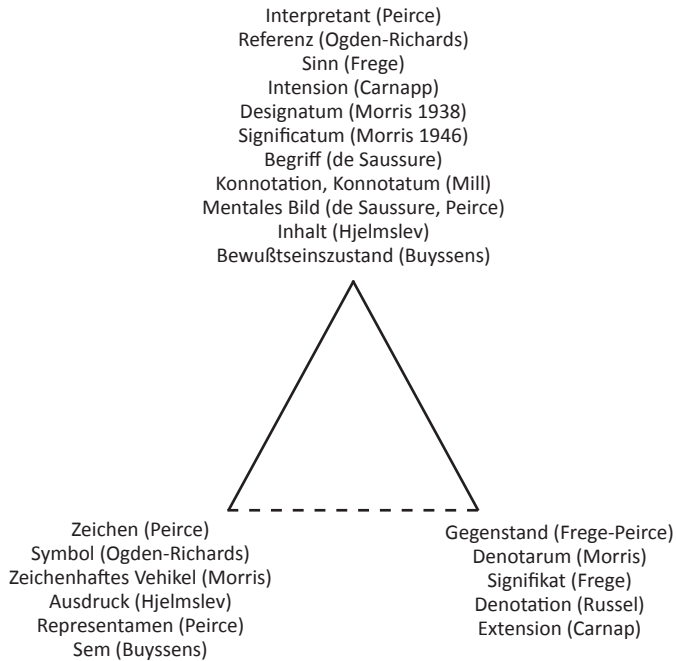 Interpretant (Peirce)
Referenz (Ogden-Richards)
Sinn (Frege)
Intension (Carnapp)
Designatum (Morris 1938)
Significatum (Morris 1946)
Begriff (de Saussure)
Konnotation, Konnotatum (Mill)
Mentales Bild (de Saussure, Peirce)
Inhalt (Hjelmslev)
Bewußtseinszustand (Buyssens)
Zeichen (Peirce)
Symbol (Ogden-Richards)
Zeichenhaftes Vehikel (Morris)
Ausdruck (Hjelmslev)
Representamen (Peirce)
Sem (Buyssens)
Gegenstand (Frege-Peirce)
Denotarum (Morris)
Signifikat (Frege)
Denotation (Russel)
Extension (Carnap)